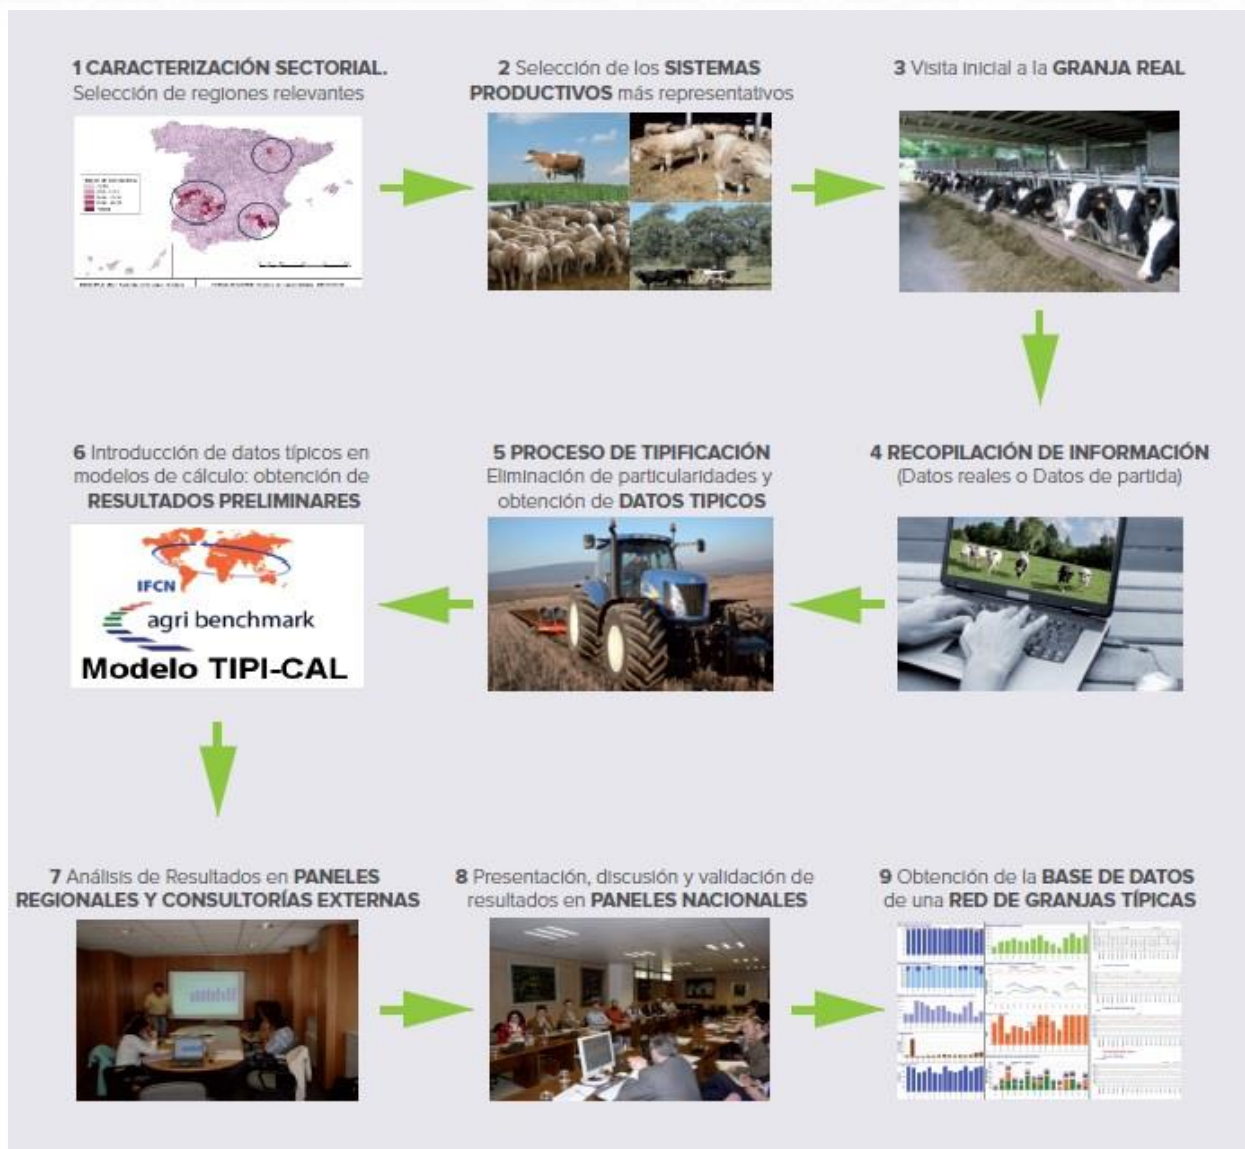 1 CARACTERIZACIÓN SECTORIAL.
Selección de regiones relevantes
2 Selección de los SISTEMAS
PRODUCTIVOS más representativos
3 Visita inicial a la GRANJA REAL
4 RECOPILACIÓN DE INFORMACIÓN
(Datos reales o Datos de partida)
5 PROCESO DE TIPIFICACIÓN
Eliminación de particularidades y
obtención de DATOS TIPICOS
6 Introducción de datos típicos en
modelos de cálculo: obtención de
RESULTADOS PRELIMINARES
IFCN
agri benchmark
Modelo TIPI-CAL
7 Análisis de Resultados en PANELES
REGIONALES Y CONSULTORÍAS EXTERNAS
8 Presentación, discusión y validación de
resultados en PANELES NACIONALES
9 Obtención de la BASE DE DATOS
de una RED DE GRANJAS TÍPICAS